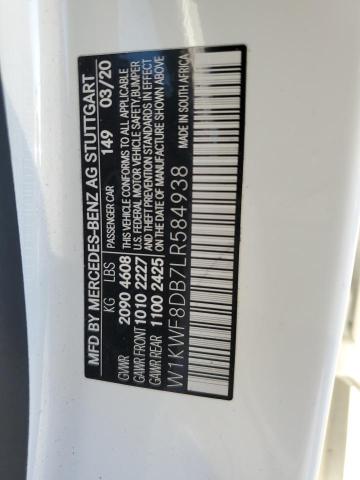 MFD BY MERCEDES-BENZ AG STUTTGART
PASSENGER CAR 149 03/20
KG LBS
GVWR 2090 4608
GAWR FRONT 1010 2227
GAWR REAR 1100 2425
THIS VEHICLE CONFORMS TO ALL APPLICABLE
U.S. FEDERAL MOTOR VEHICLE SAFETY, BUMPER
AND THEFT PREVENTION STANDARDS IN EFFECT
ON THE DATE OF MANUFACTURE SHOWN ABOVE
W1KWF8DB7LR584938
MADE IN SOUTH AFRICA